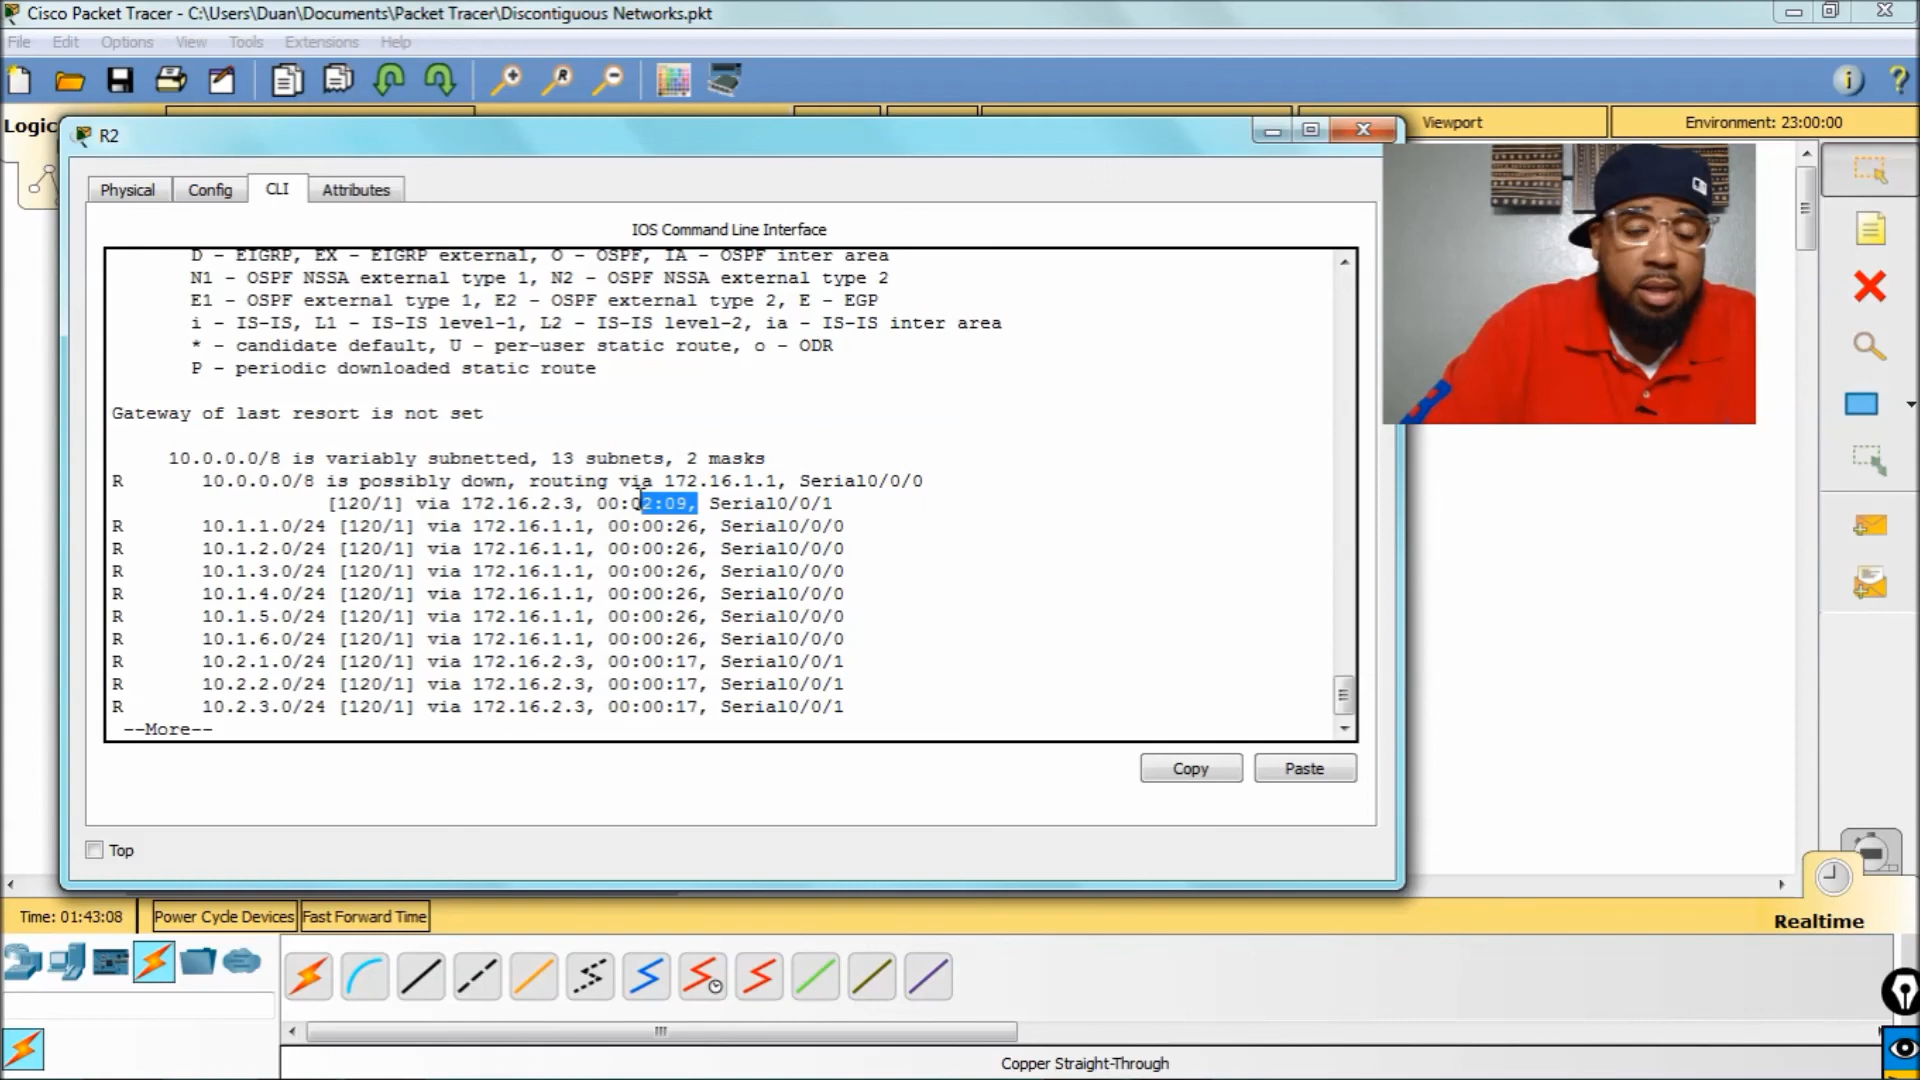 Cisco Packet Tracer - C:\Users\Duan\Documents\Packet Tracer\Discontiguous Networks.pkt
File Edit Options View Tools Extensions Help
Logic
Viewport
Environment: 23:00:00
R2
Physical Config CLI Attributes
IOS Command Line Interface
D - EIGRP, EX - EIGRP external, O - OSPF, IA - OSPF inter area
N1 - OSPF NSSA external type 1, N2 - OSPF NSSA external type 2
E1 - OSPF external type 1, E2 - OSPF external type 2, E - EGP
i - IS-IS, L1 - IS-IS level-1, L2 - IS-IS level-2, ia - IS-IS inter area
* - candidate default, U - per-user static route, o - ODR
P - periodic downloaded static route
Gateway of last resort is not set
10.0.0.0/8 is variably subnetted, 13 subnets, 2 masks
R 10.0.0.0/8 is possibly down, routing via 172.16.1.1, Serial0/0/0
[120/1] via 172.16.2.3, 00:02:09, Serial0/0/1
R 10.1.1.0/24 [120/1] via 172.16.1.1, 00:00:26, Serial0/0/0
R 10.1.2.0/24 [120/1] via 172.16.1.1, 00:00:26, Serial0/0/0
R 10.1.3.0/24 [120/1] via 172.16.1.1, 00:00:26, Serial0/0/0
R 10.1.4.0/24 [120/1] via 172.16.1.1, 00:00:26, Serial0/0/0
R 10.1.5.0/24 [120/1] via 172.16.1.1, 00:00:26, Serial0/0/0
R 10.1.6.0/24 [120/1] via 172.16.1.1, 00:00:26, Serial0/0/0
R 10.2.1.0/24 [120/1] via 172.16.2.3, 00:00:17, Serial0/0/1
R 10.2.2.0/24 [120/1] via 172.16.2.3, 00:00:17, Serial0/0/1
R 10.2.3.0/24 [120/1] via 172.16.2.3, 00:00:17, Serial0/0/1
--More--
Copy Paste
Top
Time: 01:43:08 Power Cycle Devices Fast Forward Time
Realtime
Copper Straight-Through